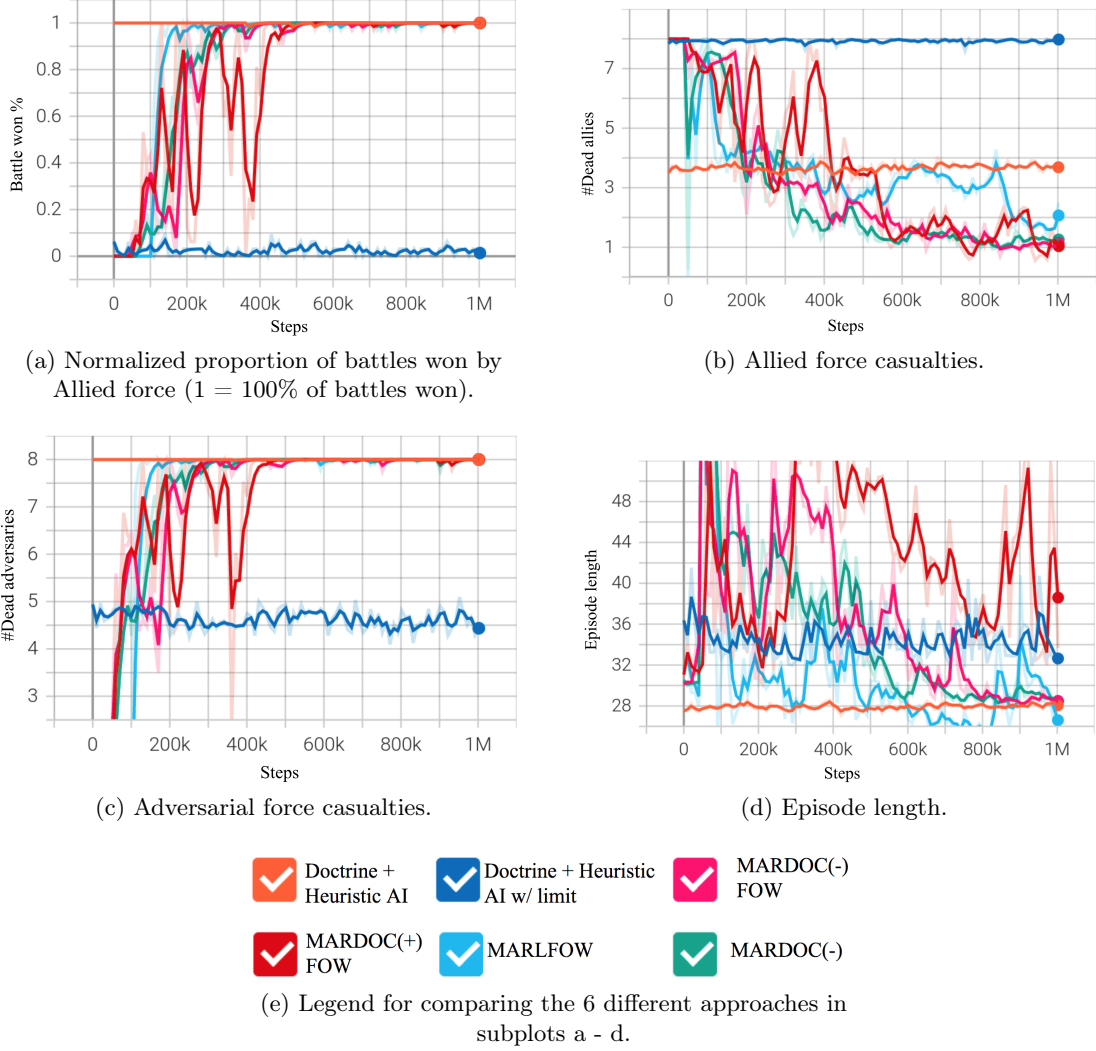 1
0.8
0.6
0.4
0.2
0
Battle won %
0
200k
400k
600k
800k
1M
Steps
(a) Normalized proportion of battles won by
Allied force (1 = 100% of battles won).
7
5
3
1
#Dead allies
0
200k
400k
600k
800k
1M
Steps
(b) Allied force casualties.
8
7
6
5
4
3
#Dead adversaries
0
200k
400k
600k
800k
1M
Steps
(c) Adversarial force casualties.
48
44
40
36
32
28
Episode length
0
200k
400k
600k
800k
1M
Steps
(d) Episode length.
Doctrine +
Heuristic AI
Doctrine + Heuristic
AI w/ limit
MARDOC(-)
FOW
MARDOC(+)
FOW
MARLFOW
MARDOC(-)
(e) Legend for comparing the 6 different approaches in
subplots a - d.